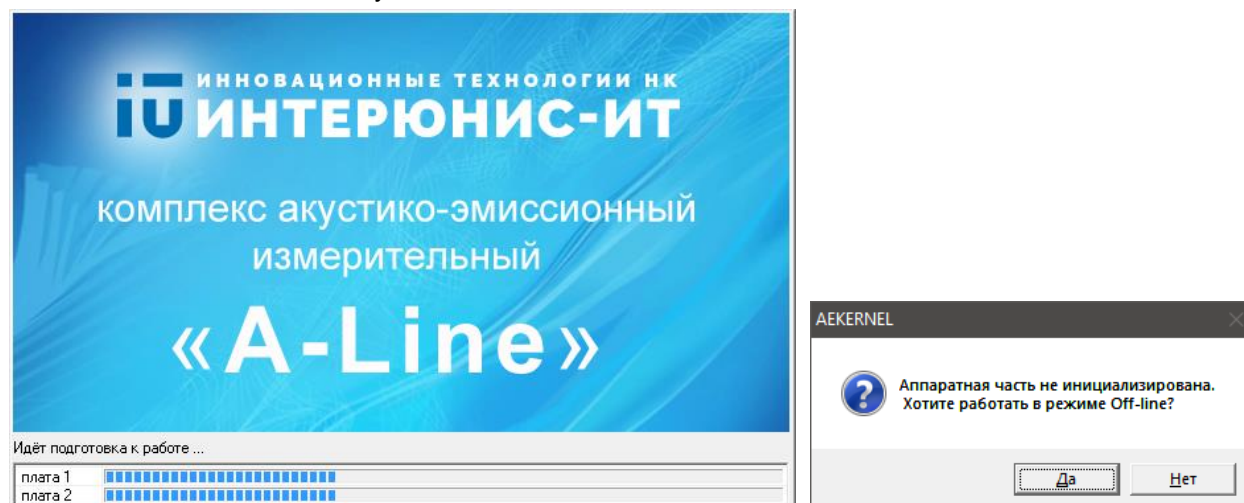 ИННОВАЦИОННЫЕ ТЕХНОЛОГИИ НК
ИНТЕРЮНИС-ИТ
комплекс акустико-эмиссионный
измерительный
«A-Line»
Идёт подготовка к работе ...
плата 1
плата 2
AEKERNEL
Аппаратная часть не инициализирована.
Хотите работать в режиме Off-line?
Да
Нет